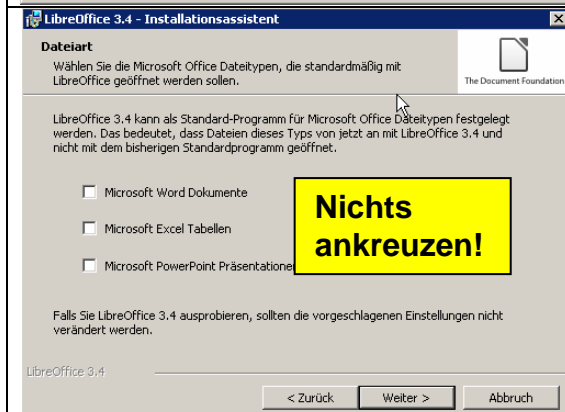 LibreOffice 3.4 - Installationsassistent
Dateiart
Wählen Sie die Microsoft Office Dateitypen, die standardmäßig mit
LibreOffice geöffnet werden sollen.
The Document Foundation
LibreOffice 3.4 kann als Standard-Programm für Microsoft Office Dateitypen festgelegt
werden. Das bedeutet, dass Dateien dieses Typs von jetzt an mit LibreOffice 3.4 und
nicht mit dem bisherigen Standardprogramm geöffnet.
Microsoft Word Dokumente
Microsoft Excel Tabellen
Microsoft PowerPoint Präsentationen
Nichts
ankreuzen!
Falls Sie LibreOffice 3.4 ausprobieren, sollten die vorgeschlagenen Einstellungen nicht
verändert werden.
LibreOffice 3.4
< Zurück
Weiter >
Abbruch